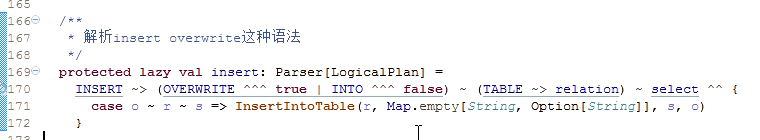 165
166 /**
167 * 解析insert overwrite这种语法
168 */
169 protected lazy val insert: Parser[LogicalPlan] =
170 INSERT ~> (OVERWRITE ^^^ true | INTO ^^^ false) ~ (TABLE ~> relation) ~ select ^^ {
171 case o ~ r ~ s => InsertIntoTable(r, Map.empty[String, Option[String]], s, o)
172 }
173